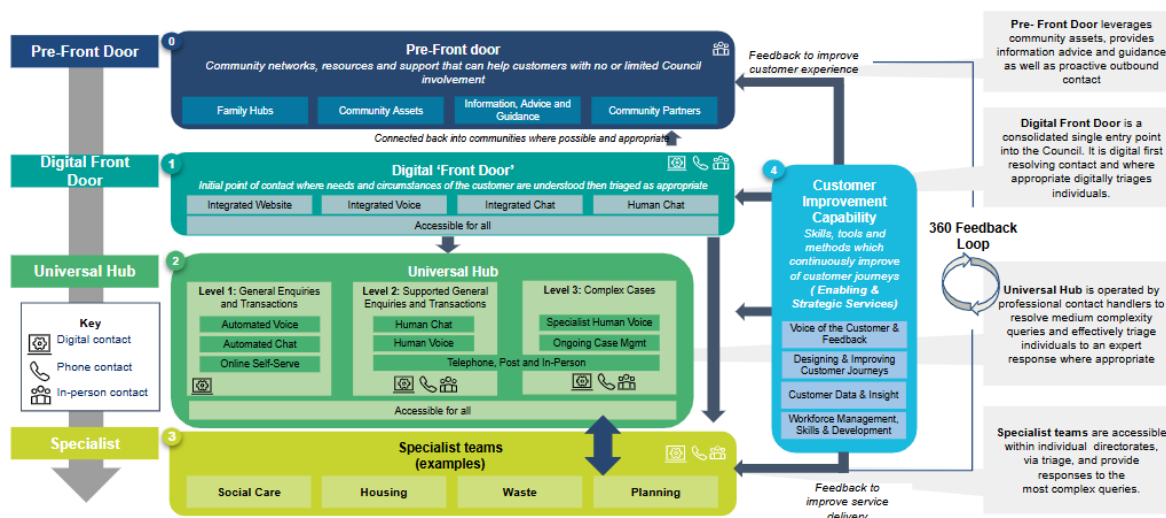 Pre-Front Door
0
Pre-Front door
Community networks, resources and support that can help customers with no or limited Council
involvement
Family Hubs
Community Assets
Information, Advice and
Guidance
Community Partners
Feedback to improve
customer experience
Pre- Front Door leverages
community assets, provides
information advice and guidance
as well as proactive outbound
contact
Connected back into communities where possible and appropriate
Digital Front
Door
1
Digital ‘Front Door’
Initial point of contact where needs and circumstances of the customer are understood then triaged as appropriate
Integrated Website
Integrated Voice
Integrated Chat
Human Chat
Accessible for all
Digital Front Door is a
consolidated single entry point
into the Council. It is digital first
resolving contact and where
appropriate digitally triages
individuals.
4
Customer
Improvement
Capability
Skills, tools and
methods which
continuously improve
of customer journeys
( Enabling &
Strategic Services)
Voice of the Customer &
Feedback
Designing & Improving
Customer Journeys
Customer Data & Insight
Workforce Management,
Skills & Development
360 Feedback
Loop
Universal Hub
2
Universal Hub
Level 1: General Enquiries
and Transactions
Automated Voice
Automated Chat
Online Self-Serve
Level 2: Supported General
Enquiries and Transactions
Human Chat
Human Voice
Level 3: Complex Cases
Specialist Human Voice
Ongoing Case Mgmt
Telephone, Post and In-Person
Accessible for all
Universal Hub is operated by
professional contact handlers to
resolve medium complexity
queries and effectively triage
individuals to an expert
response where appropriate
Key
Digital contact
Phone contact
In-person contact
Specialist
3
Specialist teams
(examples)
Social Care
Housing
Waste
Planning
Feedback to
improve service
delivery
Specialist teams are accessible
within individual directorates,
via triage, and provide
responses to the
most complex queries.